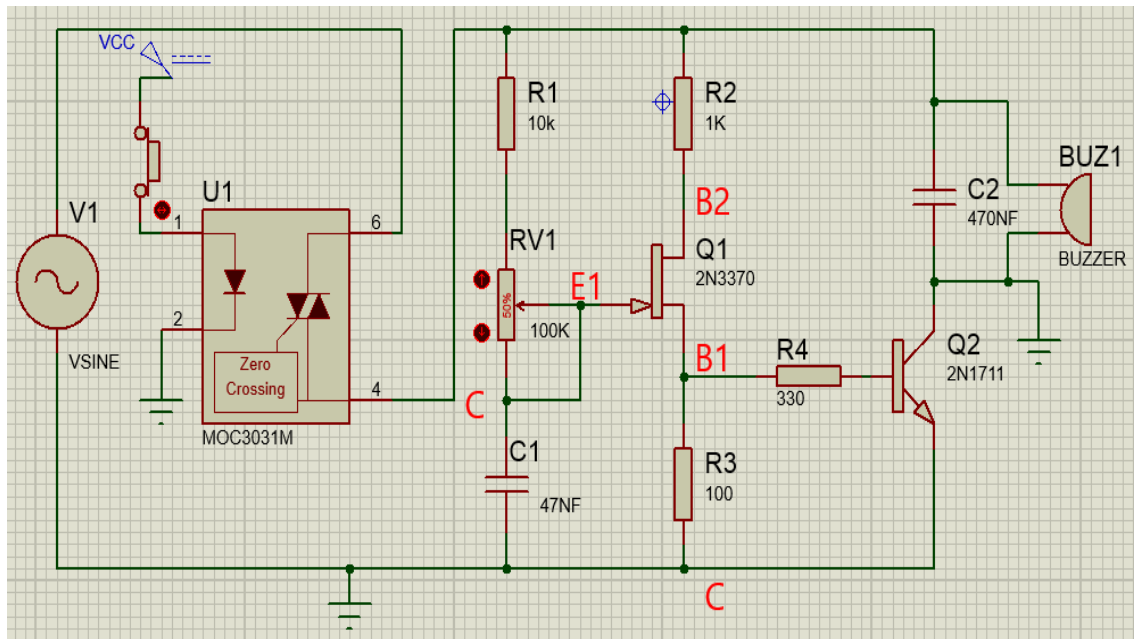 VCC
V1
VSINE
U1
1
2
6
4
Zero
Crossing
MOC3031M
R1
10k
RV1
50%
100K
E1
C
C1
47NF
R2
1K
B2
Q1
2N3370
B1
R3
100
C
R4
330
Q2
2N1711
C2
470NF
BUZ1
BUZZER